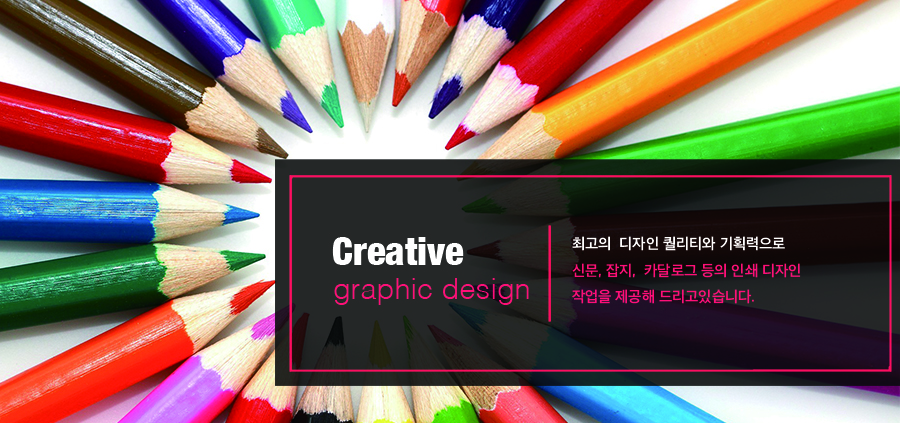 Creative
graphic design
최고의 디자인 퀄리티와 기획력으로
신문, 잡지, 카달로그 등의 인쇄 디자인
작업을 제공해 드리고있습니다.